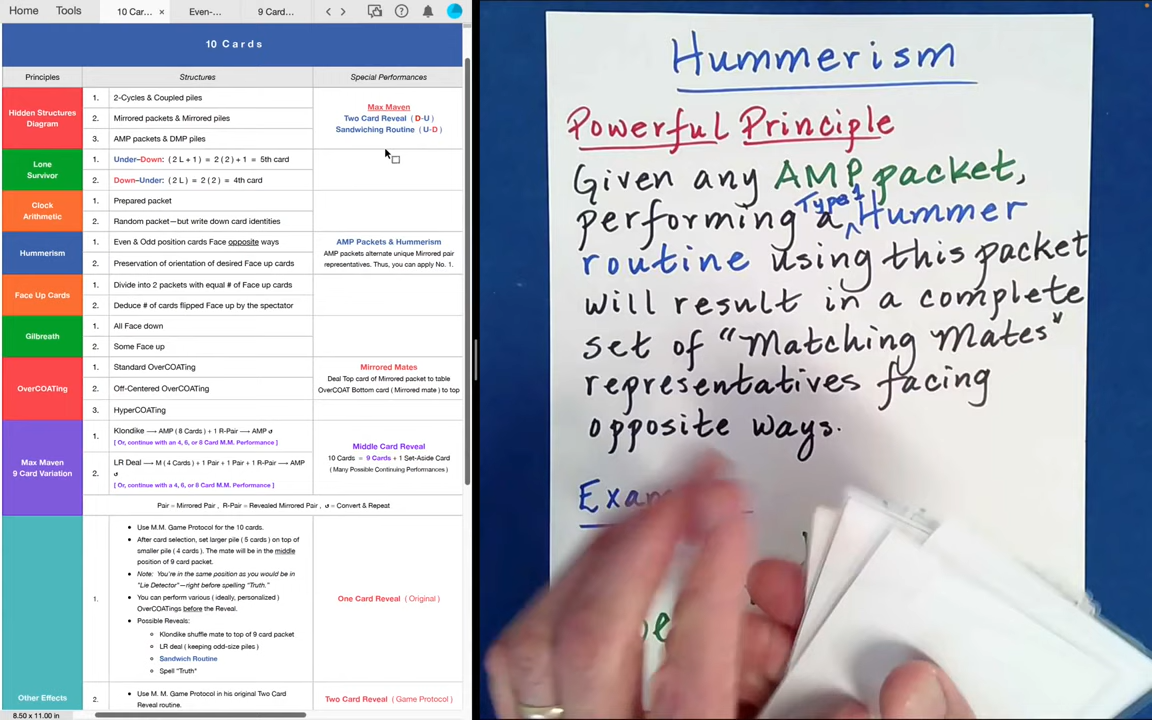 Home
Tools
10 Car...
×
Even-...
9 Card...
10 Cards
Principles
Structures
Special Performances
Hidden Structures
Diagram
1. 2-Cycles & Coupled piles
2. Mirrored packets & Mirrored piles
3. AMP packets & DMP piles
Max Maven
Two Card Reveal ( D-U )
Sandwiching Routine ( U-D )
Lone
Survivor
1. Under–Down: ( 2 L + 1 ) = 2 ( 2 ) + 1 = 5th card
2. Down–Under: ( 2 L ) = 2 ( 2 ) = 4th card
Clock
Arithmetic
1. Prepared packet
2. Random packet—but write down card identities
Hummerism
1. Even & Odd position cards Face opposite ways
2. Preservation of orientation of desired Face up cards
AMP Packets & Hummerism
AMP packets alternate unique Mirrored pair
representatives. Thus, you can apply No. 1.
Face Up Cards
1. Divide into 2 packets with equal # of Face up cards
2. Deduce # of cards flipped Face up by the spectator
Gilbreath
1. All Face down
2. Some Face up
OverCOATing
1. Standard OverCOATing
2. Off-Centered OverCOATing
3. HyperCOATing
Mirrored Mates
Deal Top card of Mirrored packet to table
OverCOAT Bottom card ( Mirrored mate ) to top
Max Maven
9 Card Variation
1. Klondike → AMP ( 8 Cards ) + 1 R-Pair → AMP ↺
[ Or, continue with an 4, 6, or 8 Card M.M. Performance ]
2. LR Deal → M ( 4 Cards ) + 1 Pair + 1 Pair + 1 R-Pair → AMP
↺
[ Or, continue with a 4, 6, or 8 Card M.M. Performance ]
Middle Card Reveal
10 Cards = 9 Cards + 1 Set-Aside Card
( Many Possible Continuing Performances )
Pair = Mirrored Pair , R-Pair = Revealed Mirrored Pair , ↺ = Convert & Repeat
Other Effects
1.
• Use M.M. Game Protocol for the 10 cards.
• After card selection, set larger pile ( 5 cards ) on top of
smaller pile ( 4 cards ). The mate will be in the middle
position of 9 card packet.
• Note: You're in the same position as you would be in
"Lie Detector"—right before spelling "Truth."
• You can perform various ( ideally, personalized )
OverCOATings before the Reveal.
• Possible Reveals:
○ Klondike shuffle mate to top of 9 card packet
○ LR deal ( keeping odd-size piles )
○ Sandwich Routine
○ Spell "Truth"
One Card Reveal ( Original )
2.
• Use M. M. Game Protocol in his original Two Card
Reveal routine.
Two Card Reveal ( Game Protocol )
8.50 x 11.00 in
Hummerism
Powerful Principle
Given any AMP packet,
performing a Type 1 Hummer
routine using this packet
will result in a complete
set of "Matching Mates"
representatives facing
opposite ways.